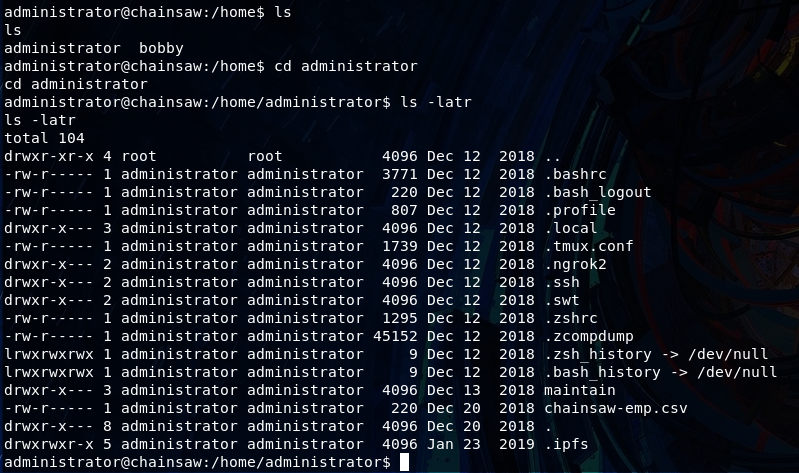 administrator@chainsaw:/home$ ls
ls
administrator  bobby
administrator@chainsaw:/home$ cd administrator
cd administrator
administrator@chainsaw:/home/administrator$ ls -latr
ls -latr
total 104
drwxr-xr-x 4 root          root           4096 Dec 12  2018 ..
-rw-r----- 1 administrator administrator  3771 Dec 12  2018 .bashrc
-rw-r----- 1 administrator administrator   220 Dec 12  2018 .bash_logout
-rw-r----- 1 administrator administrator   807 Dec 12  2018 .profile
drwxr-x--- 3 administrator administrator  4096 Dec 12  2018 .local
-rw-r----- 1 administrator administrator  1739 Dec 12  2018 .tmux.conf
drwxr-x--- 2 administrator administrator  4096 Dec 12  2018 .ngrok2
drwxr-x--- 2 administrator administrator  4096 Dec 12  2018 .ssh
drwxr-x--- 2 administrator administrator  4096 Dec 12  2018 .swt
-rw-r----- 1 administrator administrator  1295 Dec 12  2018 .zshrc
-rw-r----- 1 administrator administrator 45152 Dec 12  2018 .zcompdump
lrwxrwxrwx 1 administrator administrator     9 Dec 12  2018 .zsh_history -> /dev/null
lrwxrwxrwx 1 administrator administrator     9 Dec 12  2018 .bash_history -> /dev/null
drwxr-x--- 3 administrator administrator  4096 Dec 13  2018 maintain
-rw-r----- 1 administrator administrator   220 Dec 20  2018 chainsaw-emp.csv
drwxr-x--- 8 administrator administrator  4096 Dec 20  2018 .
drwxrwxr-x 5 administrator administrator  4096 Jan 23  2019 .ipfs
administrator@chainsaw:/home/administrator$